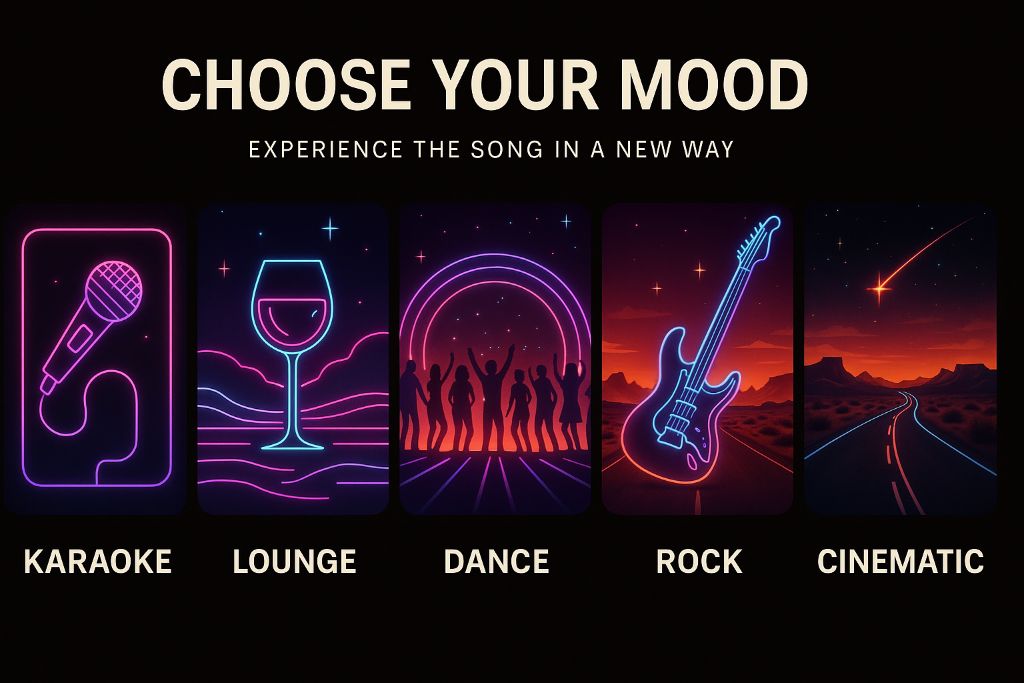 CHOOSE YOUR MOOD
EXPERIENCE THE SONG IN A NEW WAY
KARAOKE
LOUNGE
DANCE
ROCK
CINEMATIC